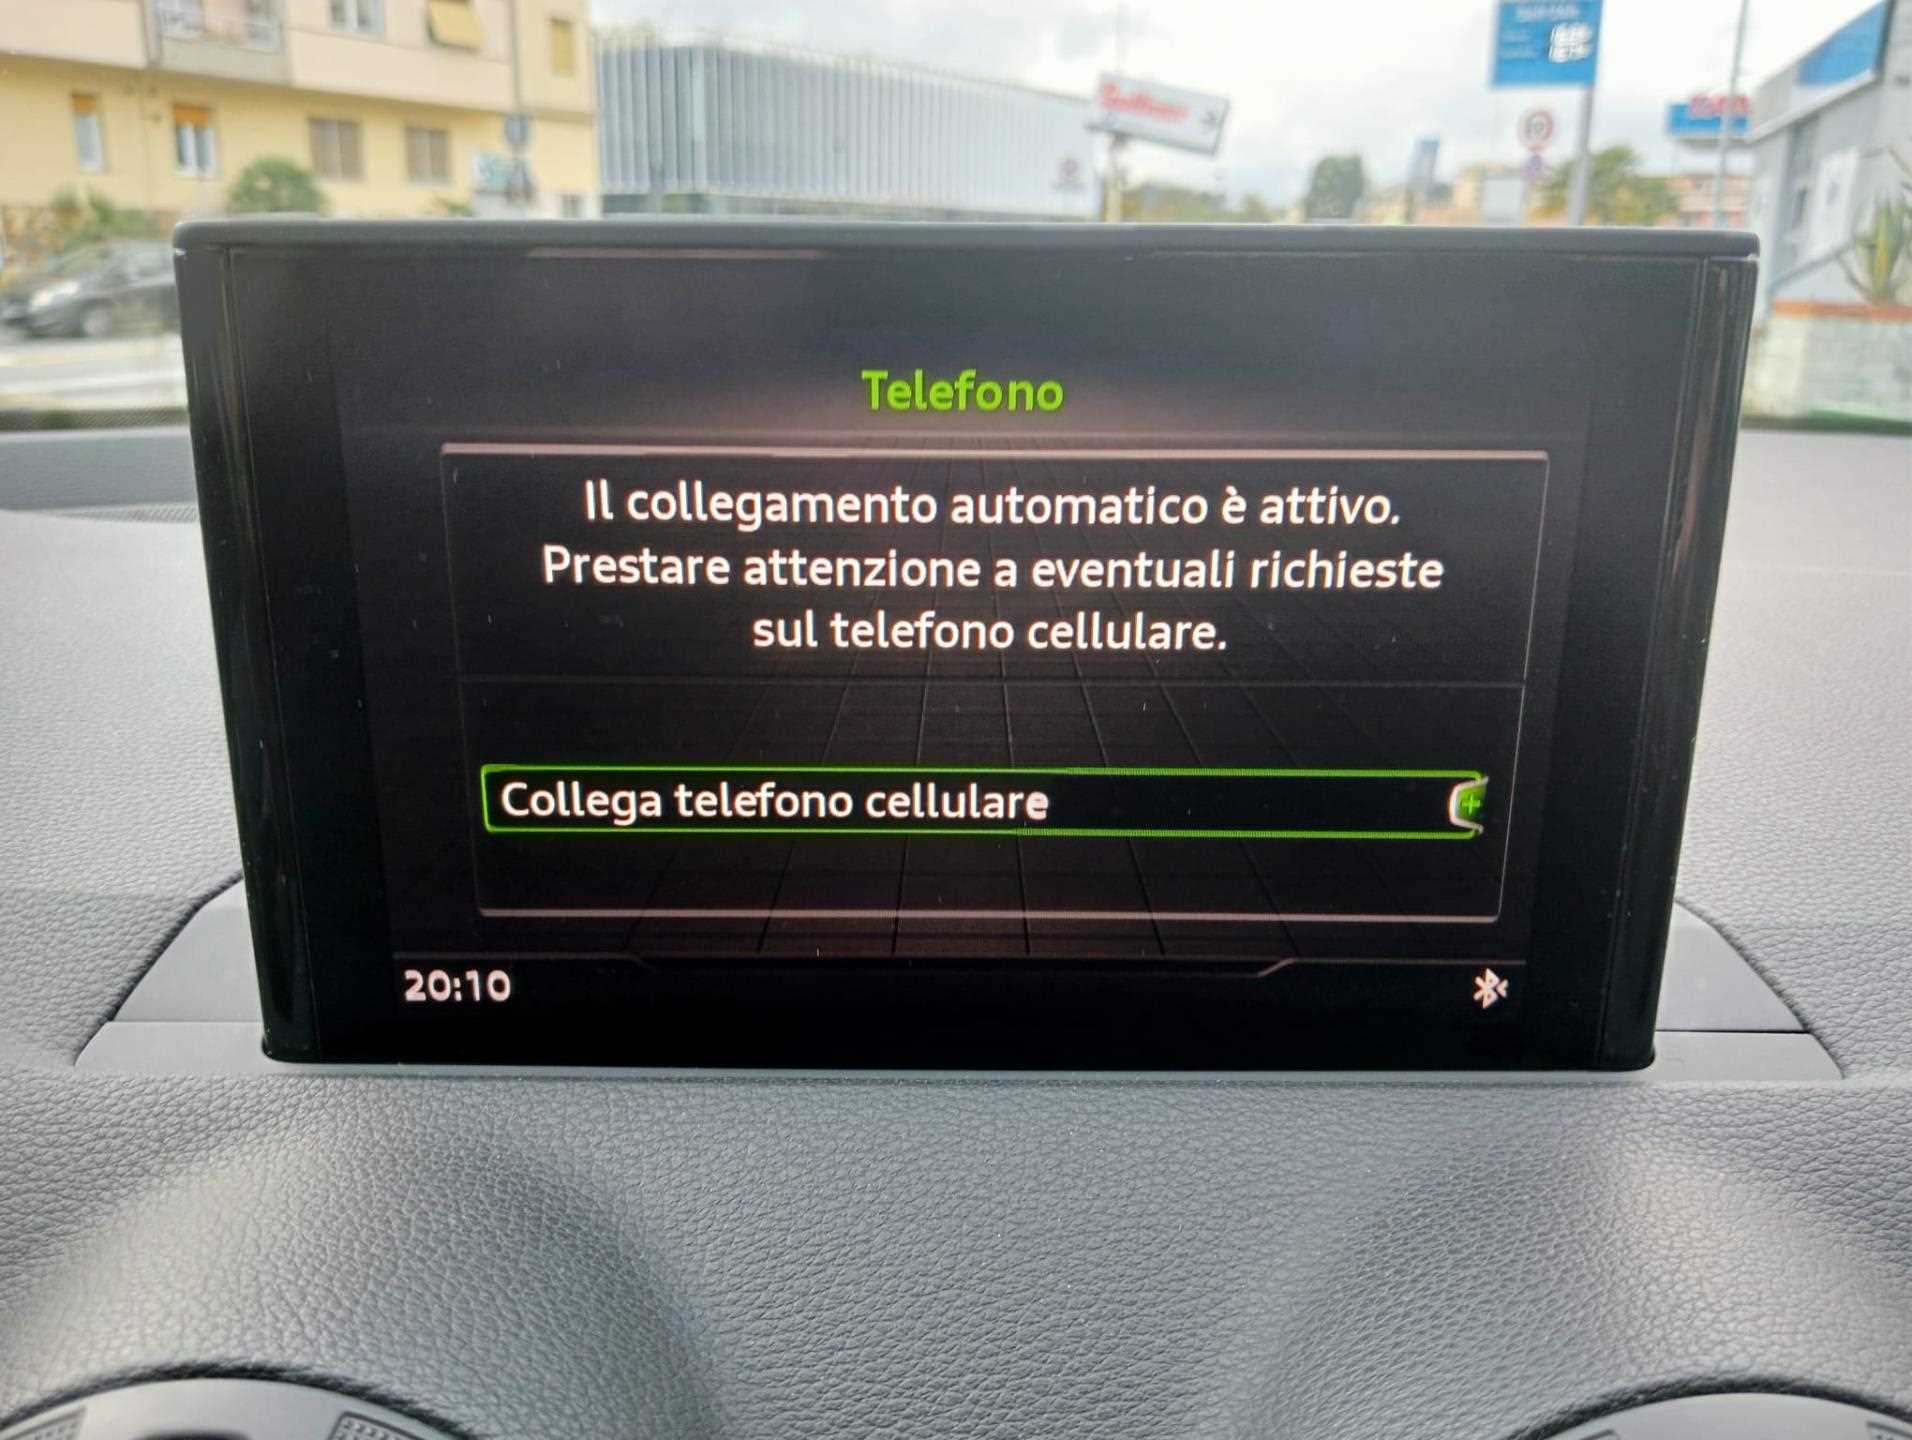 Telefono
Il collegamento automatico è attivo.
Prestare attenzione a eventuali richieste
sul telefono cellulare.
Collega telefono cellulare
20:10